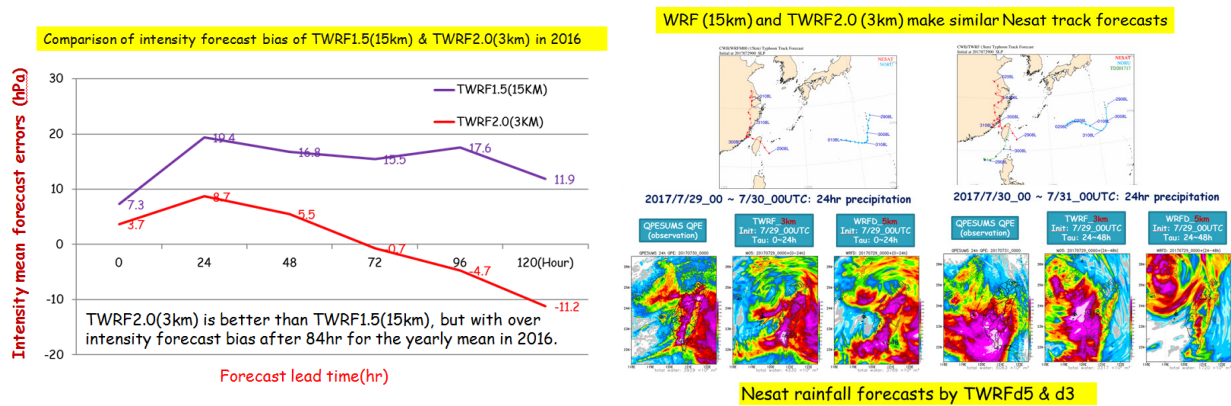 Comparison of intensity forecast bias of TWRF1.5(15km) & TWRF2.0(3km) in 2016
Intensity mean forecast errors (hPa)
30
20
10
0
-10
-20
TWRF1.5(15KM)
TWRF2.0(3KM)
7.3
19.4
16.8
15.5
17.6
11.9
3.7
8.7
5.5
-0.7
-4.7
-11.2
0
24
48
72
96
120(Hour)
TWRF2.0(3km) is better than TWRF1.5(15km), but with over
intensity forecast bias after 84hr for the yearly mean in 2016.
Forecast lead time(hr)
WRF (15km) and TWRF2.0 (3km) make similar Nesat track forecasts
NESAT
NORU
NESAT
NORU
2017/7/29_00 ~ 7/30_00UTC: 24hr precipitation
2017/7/30_00 ~ 7/31_00UTC: 24hr precipitation
QPESUMS QPE
(observation)
TWRF_3km
Init: 7/29_00UTC
Tau: 0~24h
WRFD_5km
Init: 7/29_00UTC
Tau: 0~24h
QPESUMS QPE
(observation)
TWRF_3km
Init: 7/29_00UTC
Tau: 24~48h
WRFD_5km
Init: 7/29_00UTC
Tau: 24~48h
Nesat rainfall forecasts by TWRFd5 & d3